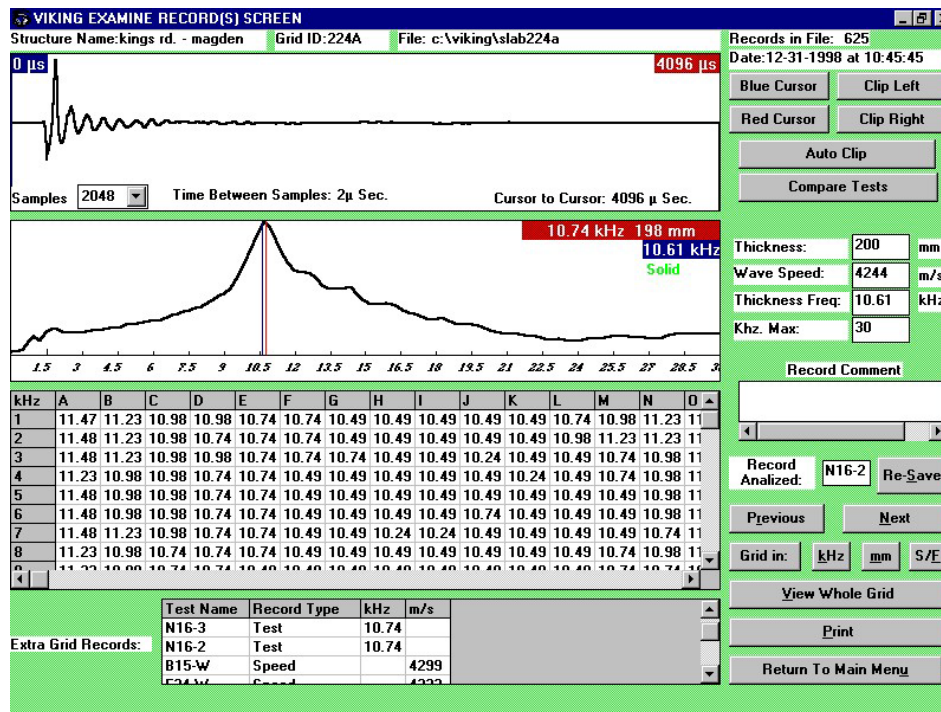 VIKING EXAMINE RECORD(S) SCREEN
Structure Name:kings rd. - magden Grid ID:224A File: c:\viking\slab224a Records in File: 625
Date:12-31-1998 at 10:45:45
0 µs 4096 µs
Blue Cursor Clip Left
Red Cursor Clip Right
Auto Clip
Compare Tests
Samples 2048 Time Between Samples: 2µ Sec. Cursor to Cursor: 4096 µ Sec.
10.74 kHz 198 mm
10.61 kHz
Solid
Thickness: 200 mm
Wave Speed: 4244 m/s
Thickness Freq: 10.61 kHz
Khz. Max: 30
1.5 3 4.5 6 7.5 9 10.5 12 13.5 15 16.5 18 19.5 21 22.5 24 25.5 27 28.5
Record Comment
kHz A B C D E F G H I J K L M N O
1 11.47 11.23 10.98 10.98 10.74 10.74 10.49 10.49 10.49 10.49 10.49 10.74 10.98 11.23 11
2 11.48 11.23 10.98 10.74 10.74 10.74 10.49 10.49 10.49 10.49 10.49 10.98 11.23 11.23 11
3 11.48 11.23 10.98 10.98 10.74 10.74 10.74 10.49 10.49 10.24 10.49 10.49 10.74 10.98 11
4 11.23 10.98 10.98 10.74 10.74 10.49 10.49 10.49 10.49 10.49 10.24 10.49 10.74 10.98 11
5 11.48 10.98 10.98 10.74 10.74 10.49 10.49 10.49 10.49 10.49 10.49 10.49 10.49 10.98 11
6 11.48 10.98 10.98 10.74 10.74 10.49 10.49 10.49 10.49 10.74 10.49 10.49 10.49 10.98 11
7 11.48 11.23 10.98 10.74 10.74 10.49 10.49 10.24 10.24 10.49 10.49 10.49 10.49 10.74 11
8 11.23 10.98 10.74 10.74 10.74 10.49 10.49 10.49 10.49 10.49 10.49 10.49 10.74 10.98 11
Record Analized: N16-2 Re-Save
Previous Next
Grid in: kHz mm S/F
View Whole Grid
Print
Return To Main Menu
Extra Grid Records:
Test Name Record Type kHz m/s
N16-3 Test 10.74
N16-2 Test 10.74
B15-W Speed 4299